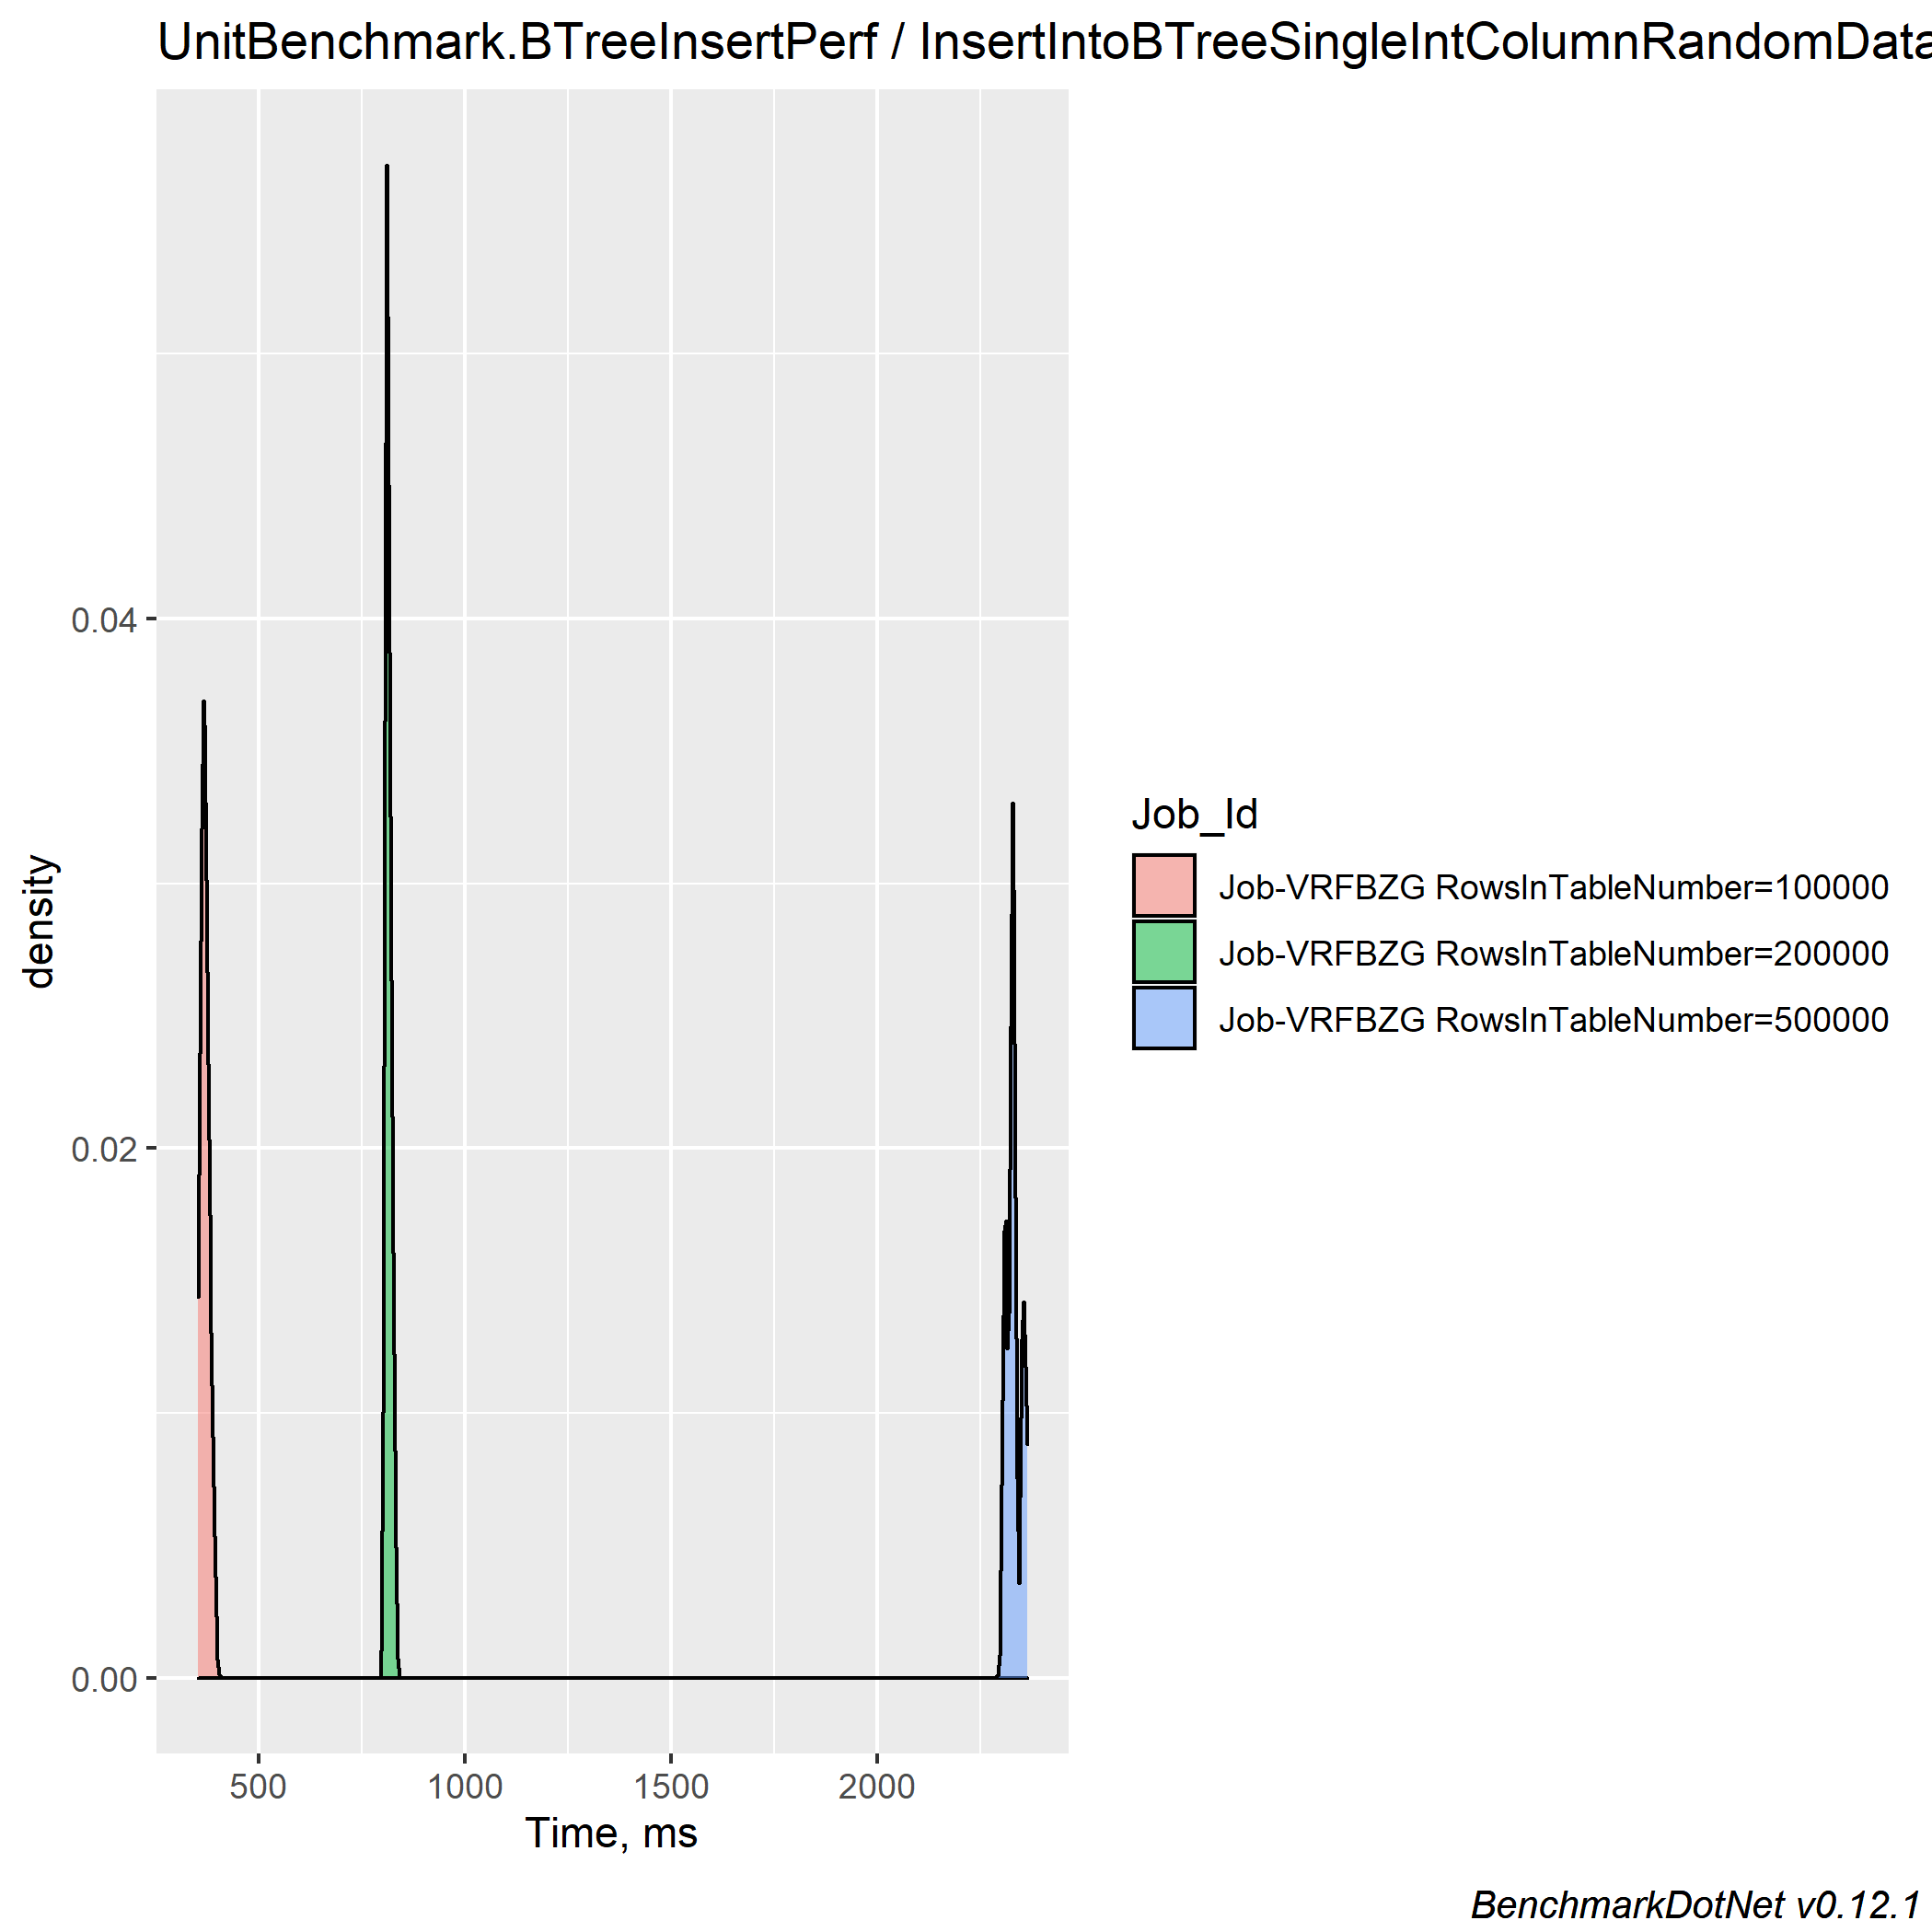 UnitBenchmark.BTreeInsertPerf / InsertIntoBTreeSingleIntColumnRandomData
density
0.04
0.02
0.00
500 1000 1500 2000
Time, ms
Job_Id
Job-VRFBZG RowsInTableNumber=100000
Job-VRFBZG RowsInTableNumber=200000
Job-VRFBZG RowsInTableNumber=500000
BenchmarkDotNet v0.12.1